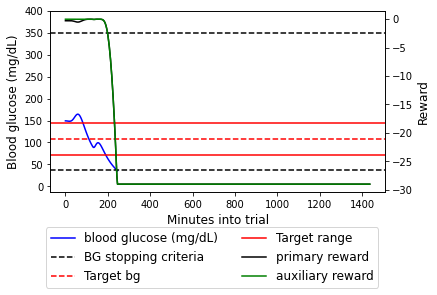 400
350
300
250
200
150
100
50
0
Blood glucose (mg/dL)
0
−5
−10
−15
−20
−25
−30
Reward
0 200 400 600 800 1000 1200 1400
Minutes into trial
blood glucose (mg/dL)
BG stopping criteria
Target bg
Target range
primary reward
auxiliary reward